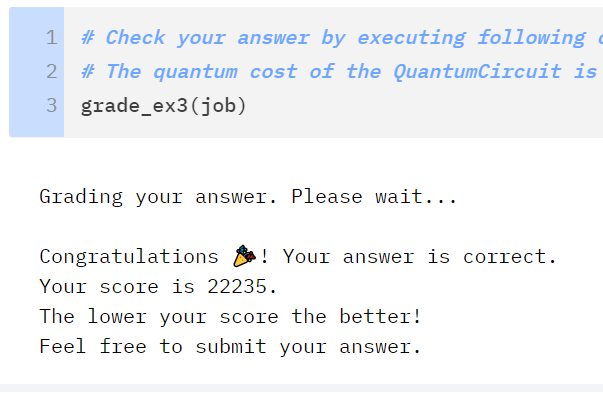 1 # Check your answer by executing following
2 # The quantum cost of the QuantumCircuit is
3 grade_ex3(job)
Grading your answer. Please wait...
Congratulations 🎉! Your answer is correct.
Your score is 22235.
The lower your score the better!
Feel free to submit your answer.